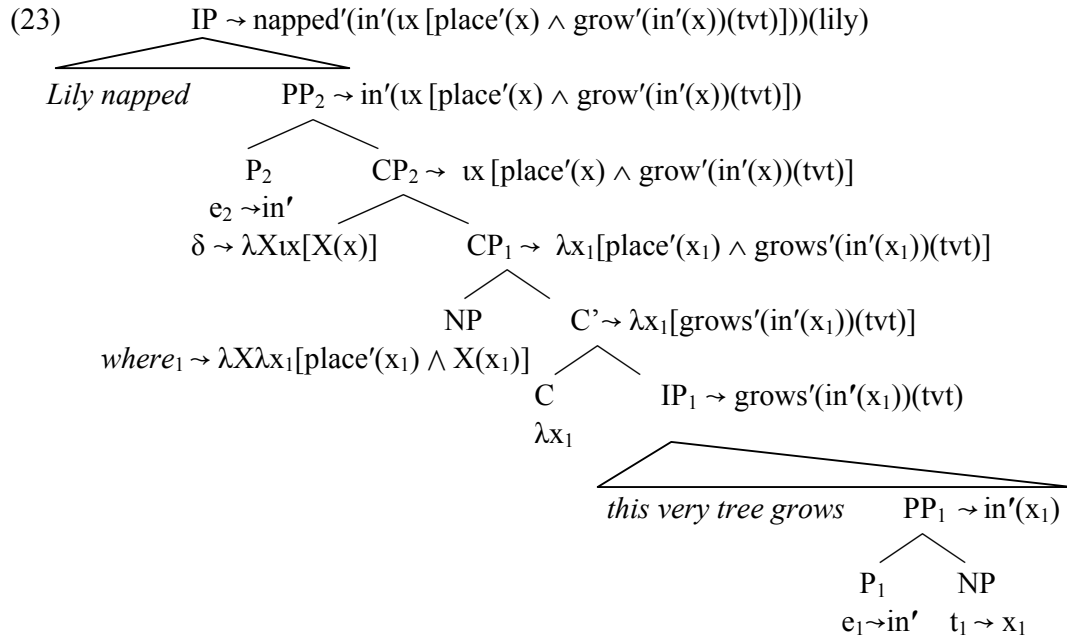 (23) IP → napped′(in′(ιx [place′(x) ∧ grow′(in′(x))(tvt)]))(lily)
Lily napped PP₂ → in′(ιx [place′(x) ∧ grow′(in′(x))(tvt)])
P₂ CP₂ → ιx [place′(x) ∧ grow′(in′(x))(tvt)]
e₂ → in′
δ → λXιx[X(x)] CP₁ → λx₁[place′(x₁) ∧ grows′(in′(x₁))(tvt)]
NP C’ → λx₁[grows′(in′(x₁))(tvt)]
where₁ → λXλx₁[place′(x₁) ∧ X(x₁)]
C IP₁ → grows′(in′(x₁))(tvt)
λx₁
this very tree grows PP₁ → in′(x₁)
P₁ NP
e₁→in′ t₁ → x₁